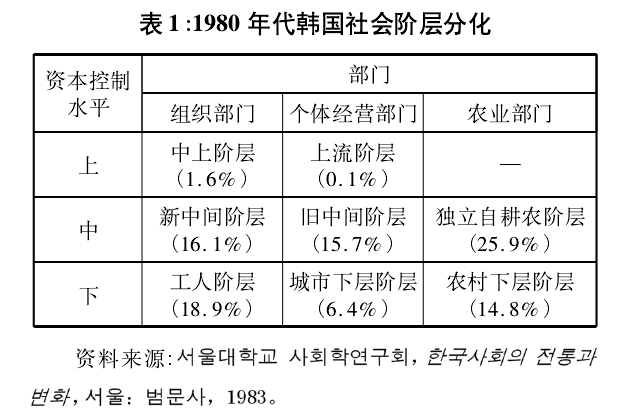 表1:1980年代韩国社会阶层分化
资本控制
水平
部门
组织部门 个体经营部门 农业部门
上
中上阶层
(1.6%)
上流阶层
(0.1%)
—
中
新中间阶层
(16.1%)
旧中间阶层
(15.7%)
独立自耕农阶层
(25.9%)
下
工人阶层
(18.9%)
城市下层阶层
(6.4%)
农村下层阶层
(14.8%)
资料来源:서울대학교 사회학연구회, 한국사회의 전통과
변화, 서울: 범문사, 1983。